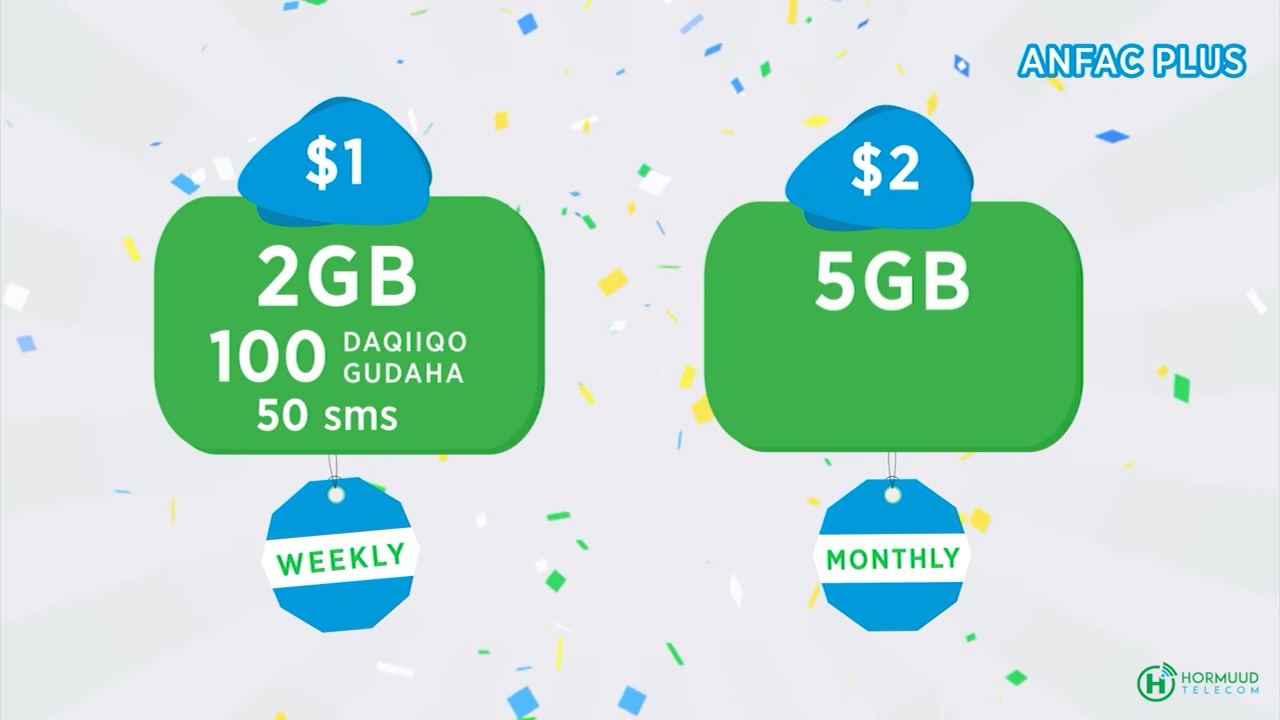 ANFAC PLUS
$1
2GB
100 DAQIIQO
GUDAHA
50 sms
WEEKLY
$2
5GB
MONTHLY
HORMUUD
TELECOM